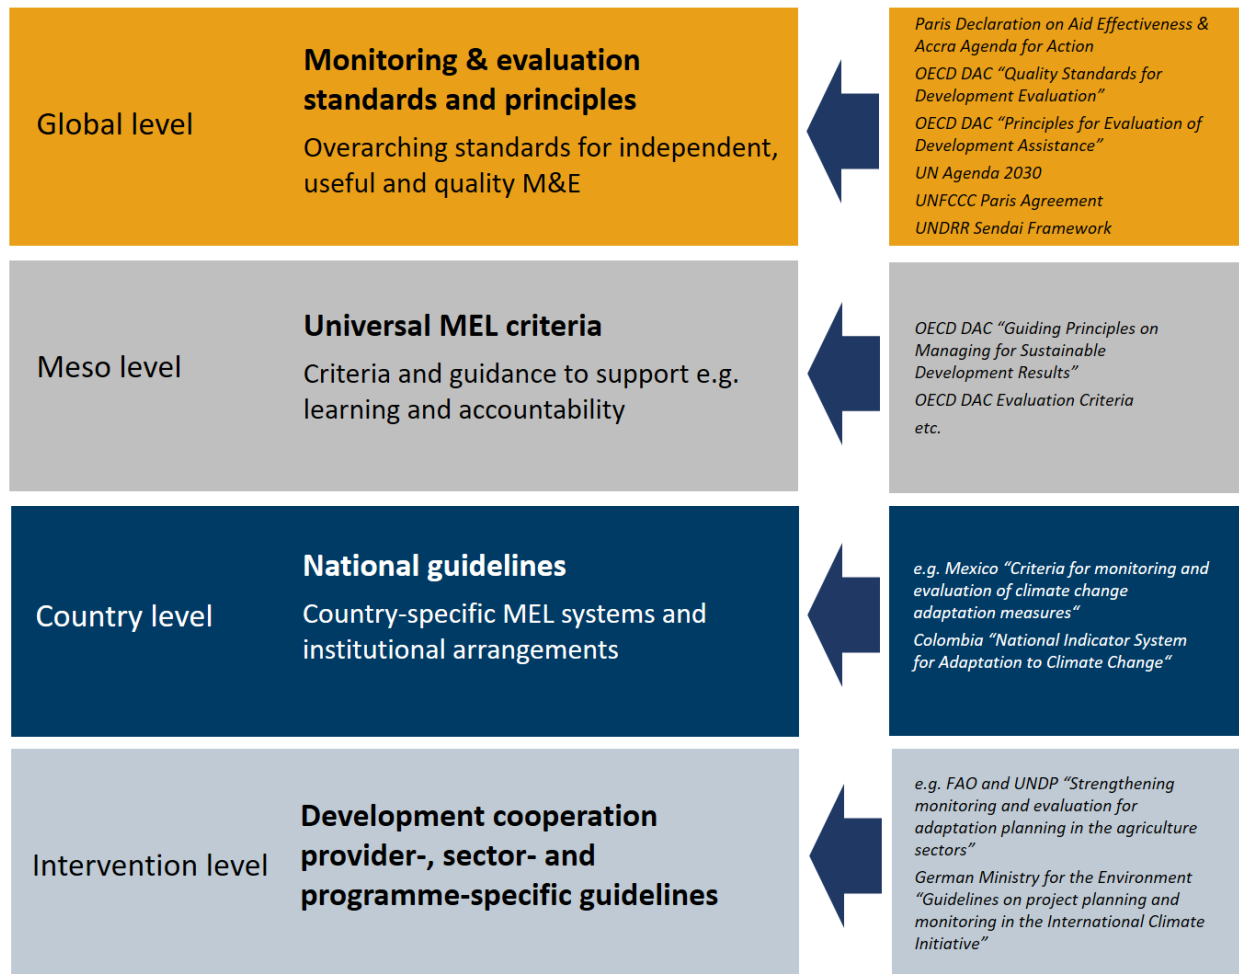 Global level
Monitoring & evaluation
standards and principles
Overarching standards for independent,
useful and quality M&E
Paris Declaration on Aid Effectiveness &
Accra Agenda for Action
OECD DAC “Quality Standards for
Development Evaluation”
OECD DAC “Principles for Evaluation of
Development Assistance”
UN Agenda 2030
UNFCCC Paris Agreement
UNDRR Sendai Framework
Meso level
Universal MEL criteria
Criteria and guidance to support e.g.
learning and accountability
OECD DAC “Guiding Principles on
Managing for Sustainable
Development Results”
OECD DAC Evaluation Criteria
etc.
Country level
National guidelines
Country-specific MEL systems and
institutional arrangements
e.g. Mexico “Criteria for monitoring and
evaluation of climate change
adaptation measures“
Colombia “National Indicator System
for Adaptation to Climate Change“
Intervention level
Development cooperation
provider-, sector- and
programme-specific guidelines
e.g. FAO and UNDP “Strengthening
monitoring and evaluation for
adaptation planning in the agriculture
sectors”
German Ministry for the Environment
“Guidelines on project planning and
monitoring in the International Climate
Initiative”